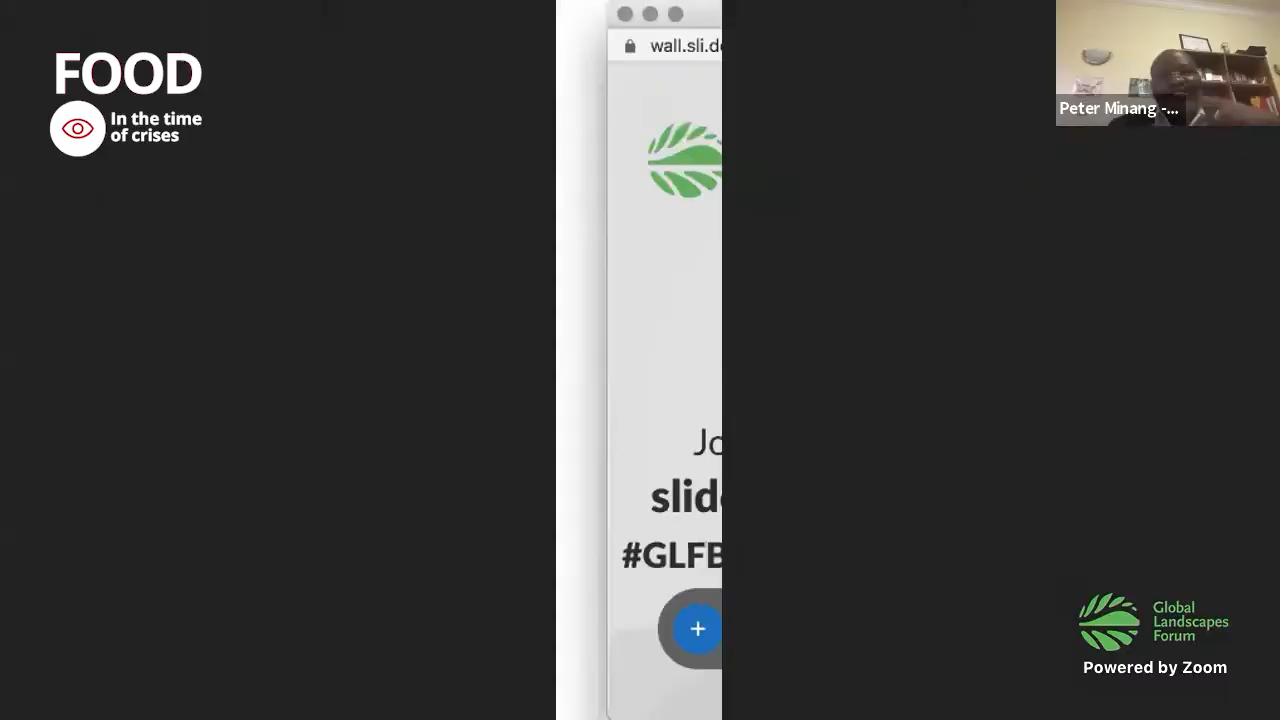 FOOD
In the time
of crises
wall.sli.d
Peter Minang -...
Jo
slid
#GLFB
+
Global
Landscapes
Forum
Powered by Zoom